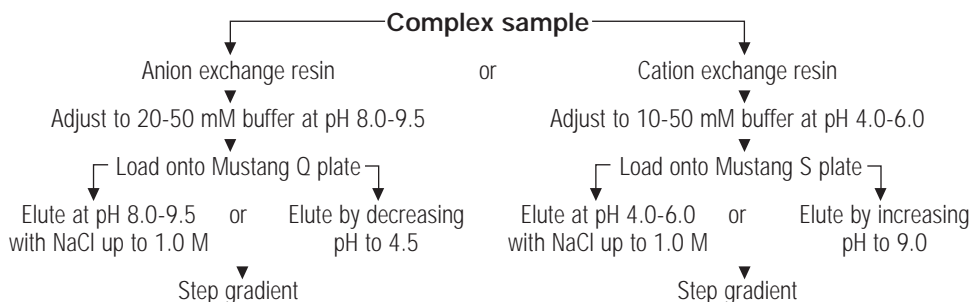 Complex sample
Anion exchange resin or Cation exchange resin
Adjust to 20-50 mM buffer at pH 8.0-9.5 Adjust to 10-50 mM buffer at pH 4.0-6.0
Load onto Mustang Q plate Load onto Mustang S plate
Elute at pH 8.0-9.5 or Elute by decreasing Elute at pH 4.0-6.0 or Elute by increasing
with NaCl up to 1.0 M pH to 4.5 with NaCl up to 1.0 M pH to 9.0
Step gradient Step gradient